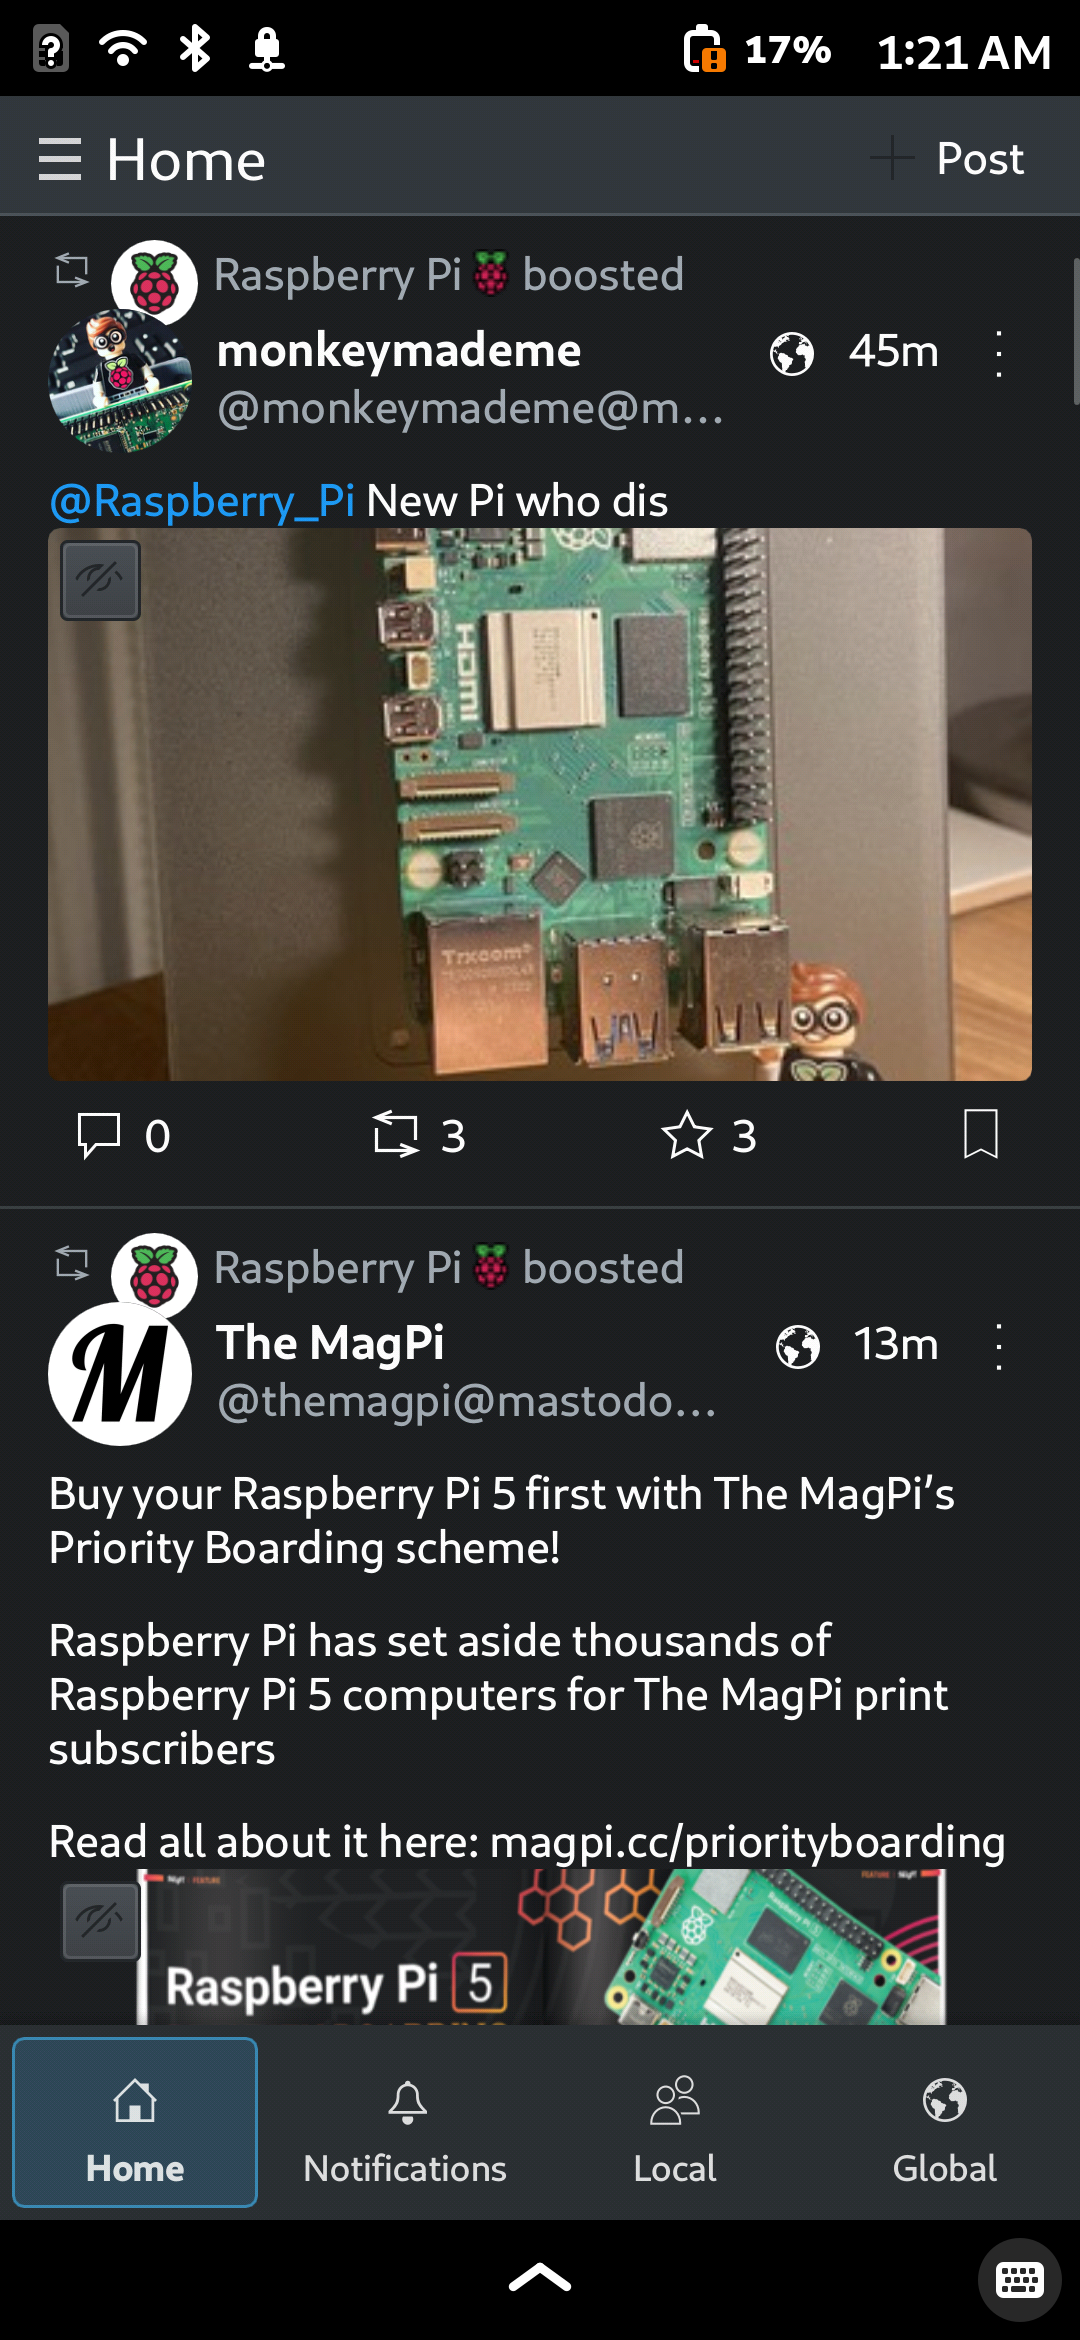 17% 1:21 AM
Home
Post
Raspberry Pi boosted
monkeymademe
45m
@monkeymademe@m...
@Raspberry_Pi New Pi who dis
HDMI
Trxcom
0
3
3
Raspberry Pi boosted
M
The MagPi
13m
@themagpi@mastodo...
Buy your Raspberry Pi 5 first with The MagPi's
Priority Boarding scheme!
Raspberry Pi has set aside thousands of
Raspberry Pi 5 computers for The MagPi print
subscribers
Read all about it here: magpi.cc/priorityboarding
Raspberry Pi 5
Home
Notifications
Local
Global